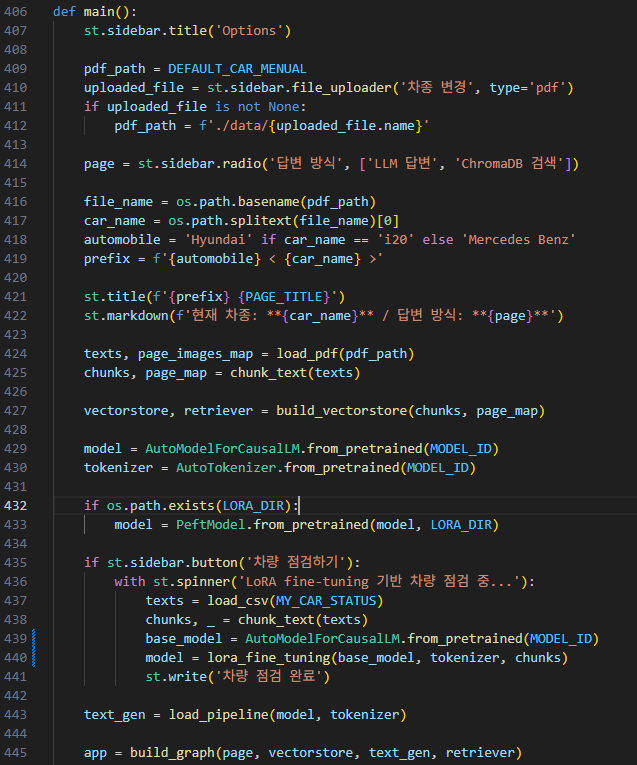 406 def main():
407 st.sidebar.title('Options')
408
409 pdf_path = DEFAULT_CAR_MENUAL
410 uploaded_file = st.sidebar.file_uploader('차종 변경', type='pdf')
411 if uploaded_file is not None:
412 pdf_path = f'./data/{uploaded_file.name}'
413
414 page = st.sidebar.radio('답변 방식', ['LLM 답변', 'ChromaDB 검색'])
415
416 file_name = os.path.basename(pdf_path)
417 car_name = os.path.splitext(file_name)[0]
418 automobile = 'Hyundai' if car_name == 'i20' else 'Mercedes Benz'
419 prefix = f'{automobile} < {car_name} >'
420
421 st.title(f'{prefix} {PAGE_TITLE}')
422 st.markdown(f'현재 차종: **{car_name}** / 답변 방식: **{page}**')
423
424 texts, page_images_map = load_pdf(pdf_path)
425 chunks, page_map = chunk_text(texts)
426
427 vectorstore, retriever = build_vectorstore(chunks, page_map)
428
429 model = AutoModelForCausalLM.from_pretrained(MODEL_ID)
430 tokenizer = AutoTokenizer.from_pretrained(MODEL_ID)
431
432 if os.path.exists(LORA_DIR):
433 model = PeftModel.from_pretrained(model, LORA_DIR)
434
435 if st.sidebar.button('차량 점검하기'):
436 with st.spinner('LoRA fine-tuning 기반 차량 점검 중...'):
437 texts = load_csv(MY_CAR_STATUS)
438 chunks, _ = chunk_text(texts)
439 base_model = AutoModelForCausalLM.from_pretrained(MODEL_ID)
440 model = lora_fine_tuning(base_model, tokenizer, chunks)
441 st.write('차량 점검 완료')
442
443 text_gen = load_pipeline(model, tokenizer)
444
445 app = build_graph(page, vectorstore, text_gen, retriever)